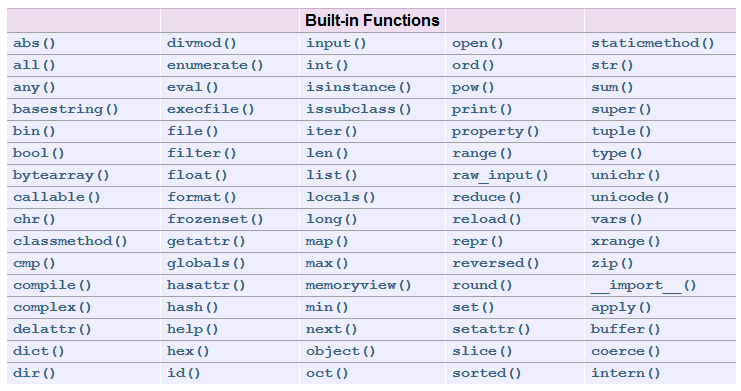 Built-in Functions
abs() divmod() input() open() staticmethod()
all() enumerate() int() ord() str()
any() eval() isinstance() pow() sum()
basestring() execfile() issubclass() print() super()
bin() file() iter() property() tuple()
bool() filter() len() range() type()
bytearray() float() list() raw_input() unichr()
callable() format() locals() reduce() unicode()
chr() frozenset() long() reload() vars()
classmethod() getattr() map() repr() xrange()
cmp() globals() max() reversed() zip()
compile() hasattr() memoryview() round() __import__()
complex() hash() min() set() apply()
delattr() help() next() setattr() buffer()
dict() hex() object() slice() coerce()
dir() id() oct() sorted() intern()